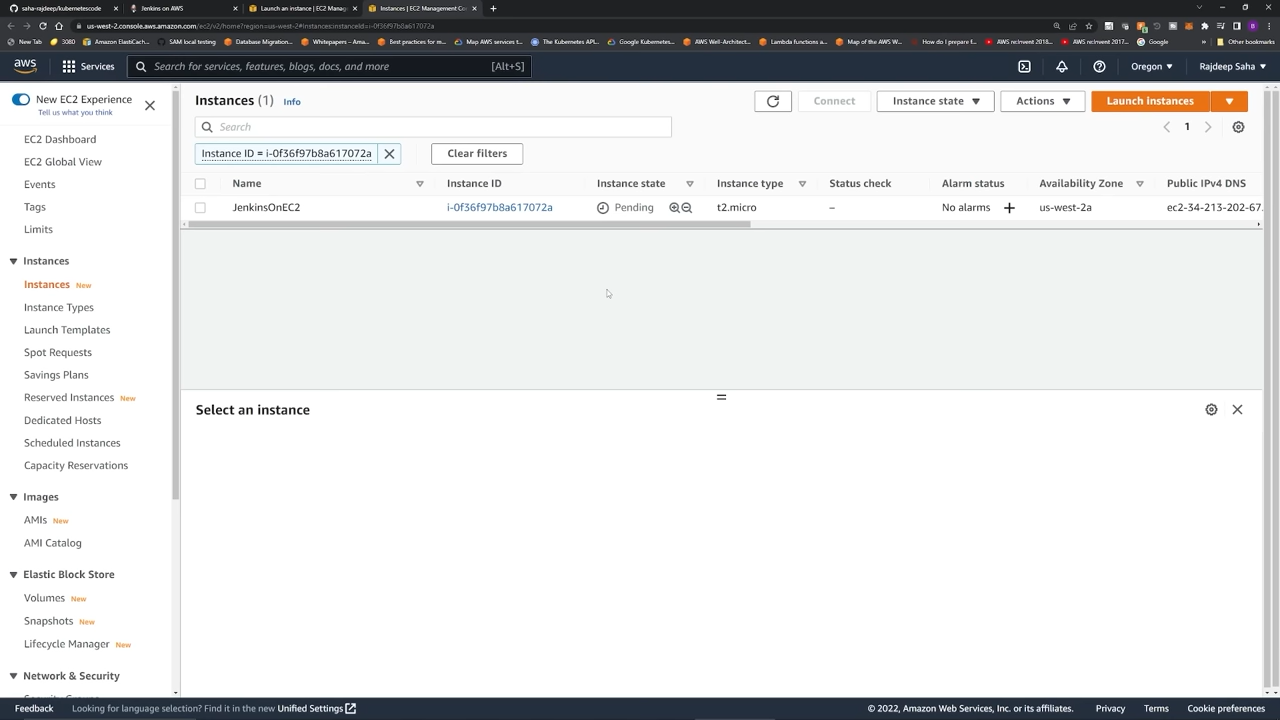 saha-rajdeep/kubernetescode
Jenkins on AWS
Launch an instance | EC2 Manag
Instances | EC2 Management Co
us-west-2.console.aws.amazon.com/ec2/v2/home?region=us-west-2#Instances:instanceId=i-0f36f97b8a617072a
New Tab
3080
Amazon ElastiCach...
SAM local testing
Database Migration...
Whitepapers – Ama...
Best practices for m...
Map AWS services t...
The Kubernetes API...
Google Kubernetes...
AWS Well-Architect...
Lambda functions a...
Map of the AWS W...
How do I prepare f...
AWS re:Invent 2018...
AWS re:Invent 2017...
Google
Other bookmarks
aws
Services
Search for services, features, blogs, docs, and more
[Alt+S]
Oregon
Rajdeep Saha
New EC2 Experience
Tell us what you think
EC2 Dashboard
EC2 Global View
Events
Tags
Limits
Instances
Instances New
Instance Types
Launch Templates
Spot Requests
Savings Plans
Reserved Instances New
Dedicated Hosts
Scheduled Instances
Capacity Reservations
Images
AMIs New
AMI Catalog
Elastic Block Store
Volumes New
Snapshots New
Lifecycle Manager New
Network & Security
Instances (1) Info
Connect
Instance state
Actions
Launch instances
Search
1
Instance ID = i-0f36f97b8a617072a
Clear filters
Name
Instance ID
Instance state
Instance type
Status check
Alarm status
Availability Zone
Public IPv4 DNS
JenkinsOnEC2
i-0f36f97b8a617072a
Pending
t2.micro
–
No alarms
us-west-2a
ec2-34-213-202-67.
Select an instance
Feedback
Looking for language selection? Find it in the new Unified Settings
© 2022, Amazon Web Services, Inc. or its affiliates.
Privacy
Terms
Cookie preferences